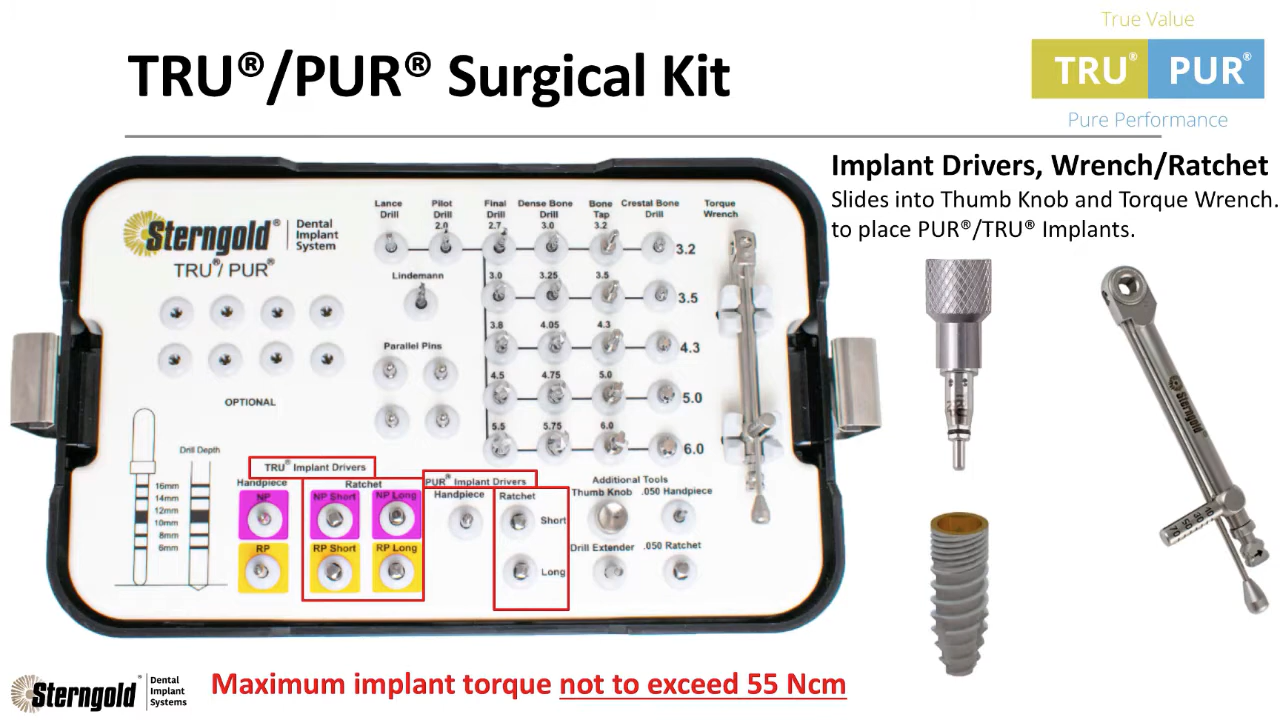 True Value
TRU® PUR®
Pure Performance
TRU®/PUR® Surgical Kit
Implant Drivers, Wrench/Ratchet
Slides into Thumb Knob and Torque Wrench.
to place PUR®/TRU® Implants.
Sterngold®
Dental
Implant
System
TRU®/ PUR®
OPTIONAL
Lance
Drill
Pilot
Drill
2.0
Final
Drill
2.7
Dense Bone
Drill
3.0
Bone
Tap
3.2
Crestal Bone
Drill
Torque
Wrench
3.2
Lindemann
3.0 3.25 3.5
3.5
3.8 4.05 4.3
4.3
Parallel Pins
4.5 4.75 5.0
5.0
5.5 5.75 6.0
6.0
Drill Depth
16mm
14mm
12mm
10mm
8mm
6mm
TRU® Implant Drivers
Handpiece
Ratchet
NP NP Short NP Long
RP RP Short RP Long
PUR® Implant Drivers
Handpiece
Ratchet
Short
Long
Additional Tools
Thumb Knob .050 Handpiece
Drill Extender .050 Ratchet
Sterngold
10
30
50
70
Sterngold®
Dental
Implant
Systems
Maximum implant torque not to exceed 55 Ncm